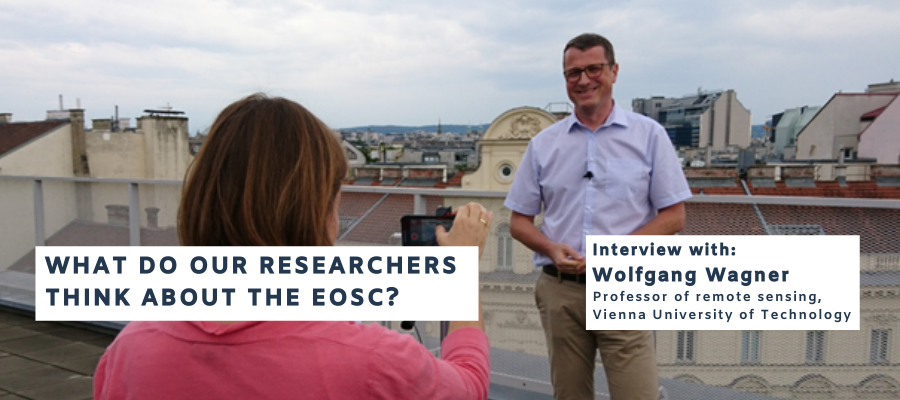 WHAT DO OUR RESEARCHERS
THINK ABOUT THE EOSC?
Interview with:
Wolfgang Wagner
Professor of remote sensing,
Vienna University of Technology